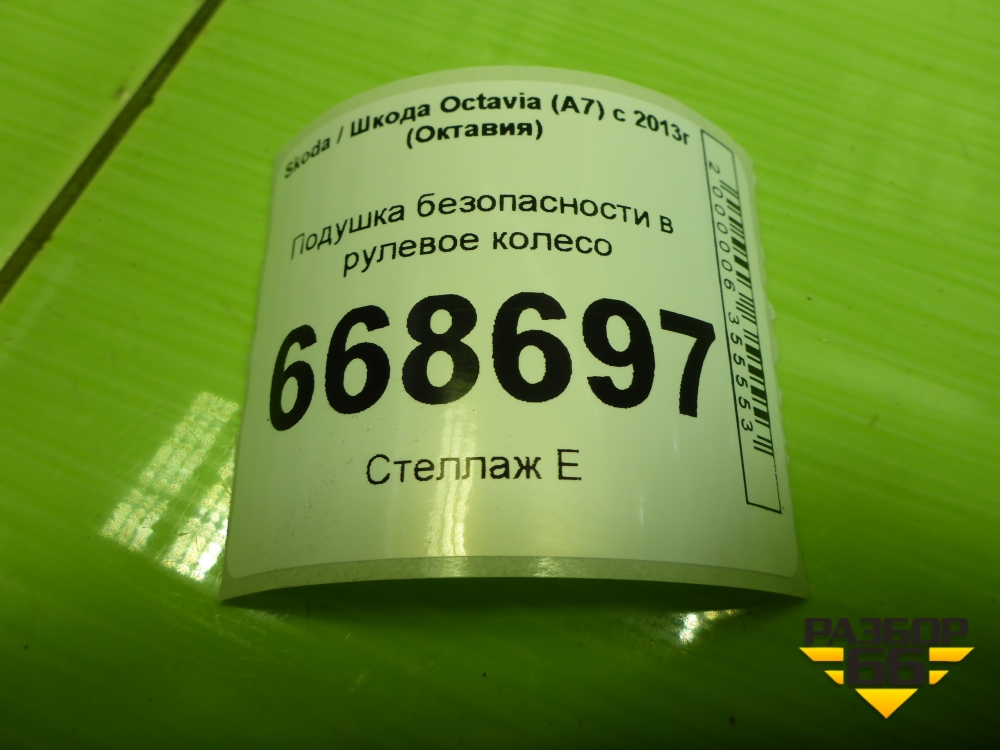 Skoda / Шкода Octavia (A7) с 2013г
(Октавия)
Подушка безопасности в
рулевое колесо
668697
Стеллаж Е
2000006355553
РАЗБОР
66